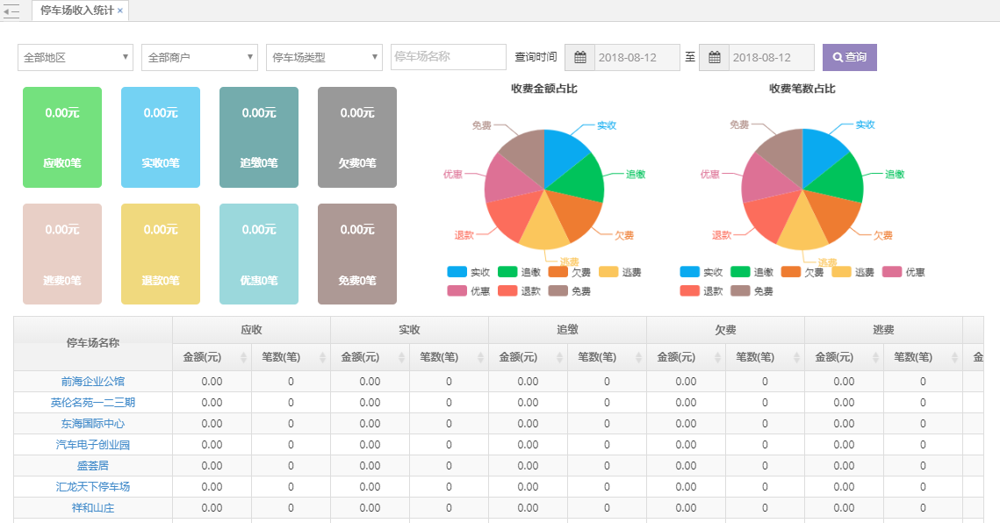 停车场收入统计 ×
全部地区 全部商户 停车场类型 停车场名称 查询时间 2018-08-12 至 2018-08-12 查询
0.00元 0.00元 0.00元 0.00元
应收0笔 实收0笔 追缴0笔 欠费0笔
0.00元 0.00元 0.00元 0.00元
逃费0笔 退款0笔 优惠0笔 免费0笔
收费金额占比
免费 实收
优惠 追缴
退款 欠费
逃费
实收 追缴 欠费 逃费
优惠 退款 免费
收费笔数占比
免费 实收
优惠 追缴
退款 欠费
逃费
实收 追缴 欠费 逃费 优惠
退款 免费
停车场名称 应收 实收 追缴 欠费 逃费
金额(元) 笔数(笔) 金额(元) 笔数(笔) 金额(元) 笔数(笔) 金额(元) 笔数(笔) 金额(元) 笔数(笔) 金
前海企业公馆 0.00 0 0.00 0 0.00 0 0.00 0 0.00 0
英伦名苑一二三期 0.00 0 0.00 0 0.00 0 0.00 0 0.00 0
东海国际中心 0.00 0 0.00 0 0.00 0 0.00 0 0.00 0
汽车电子创业园 0.00 0 0.00 0 0.00 0 0.00 0 0.00 0
盛荟居 0.00 0 0.00 0 0.00 0 0.00 0 0.00 0
汇龙天下停车场 0.00 0 0.00 0 0.00 0 0.00 0 0.00 0
祥和山庄 0.00 0 0.00 0 0.00 0 0.00 0 0.00 0